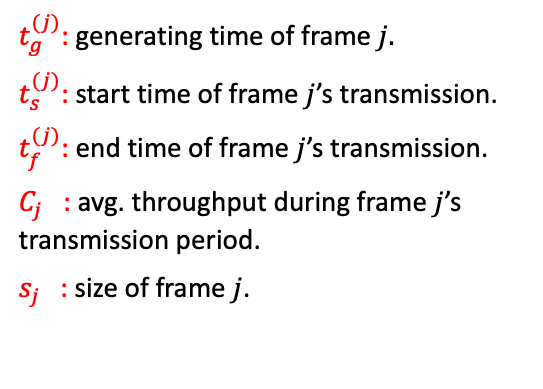 t_g^(j): generating time of frame j.
t_s^(j): start time of frame j's transmission.
t_f^(j): end time of frame j's transmission.
C_j : avg. throughput during frame j's
transmission period.
s_j : size of frame j.